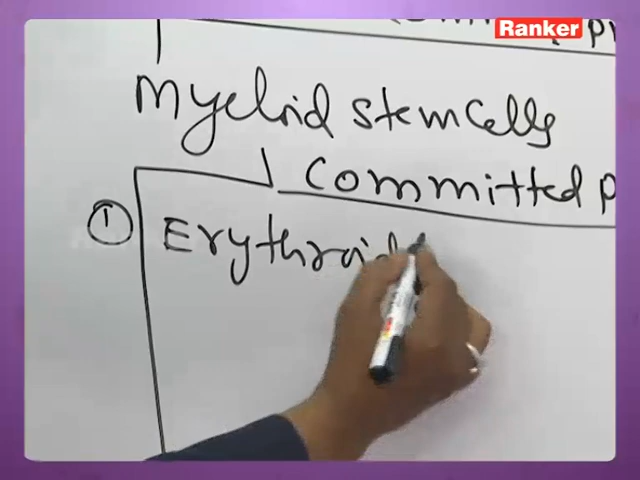 Ranker
Myeloid stem cells
Committed p
① Erythroid